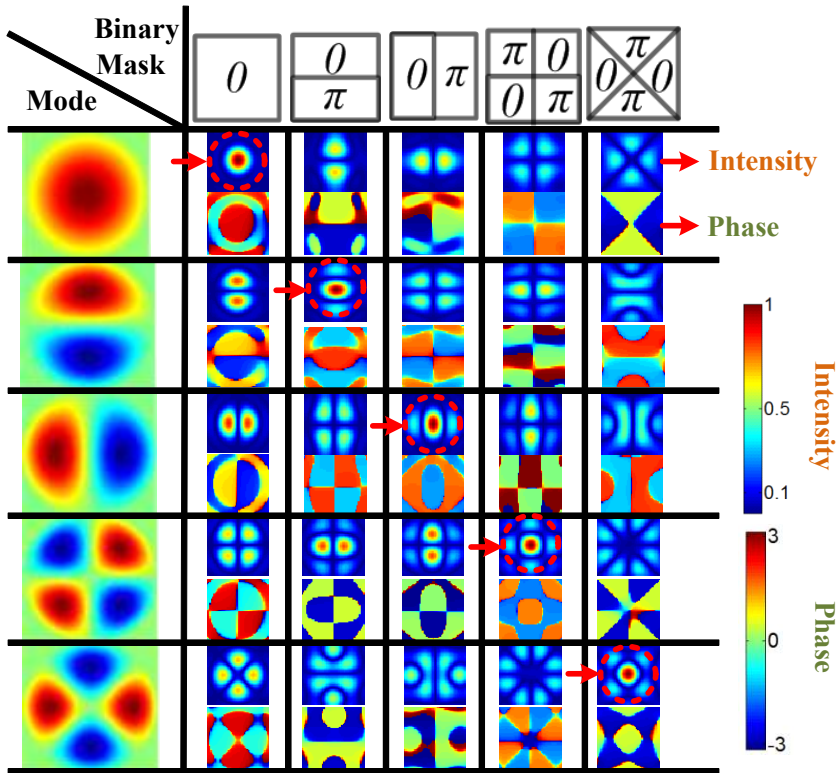 Binary
Mask
Mode
0
0
π
0 π
π 0
0 π
π
0 0
π
Intensity
Phase
1
0.5
0.1
Intensity
3
0
-3
Phase